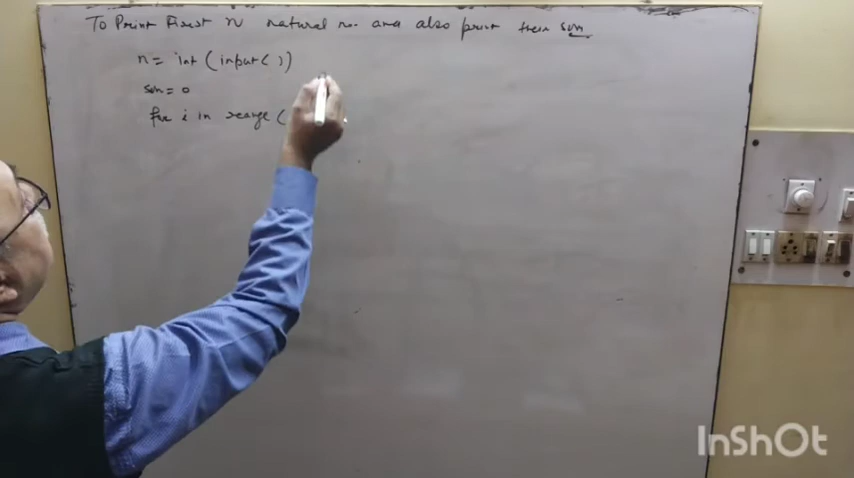 To Print First n natural no. and also print their sum
n = int (input ( ))
sum = 0
for i in range (
InShot